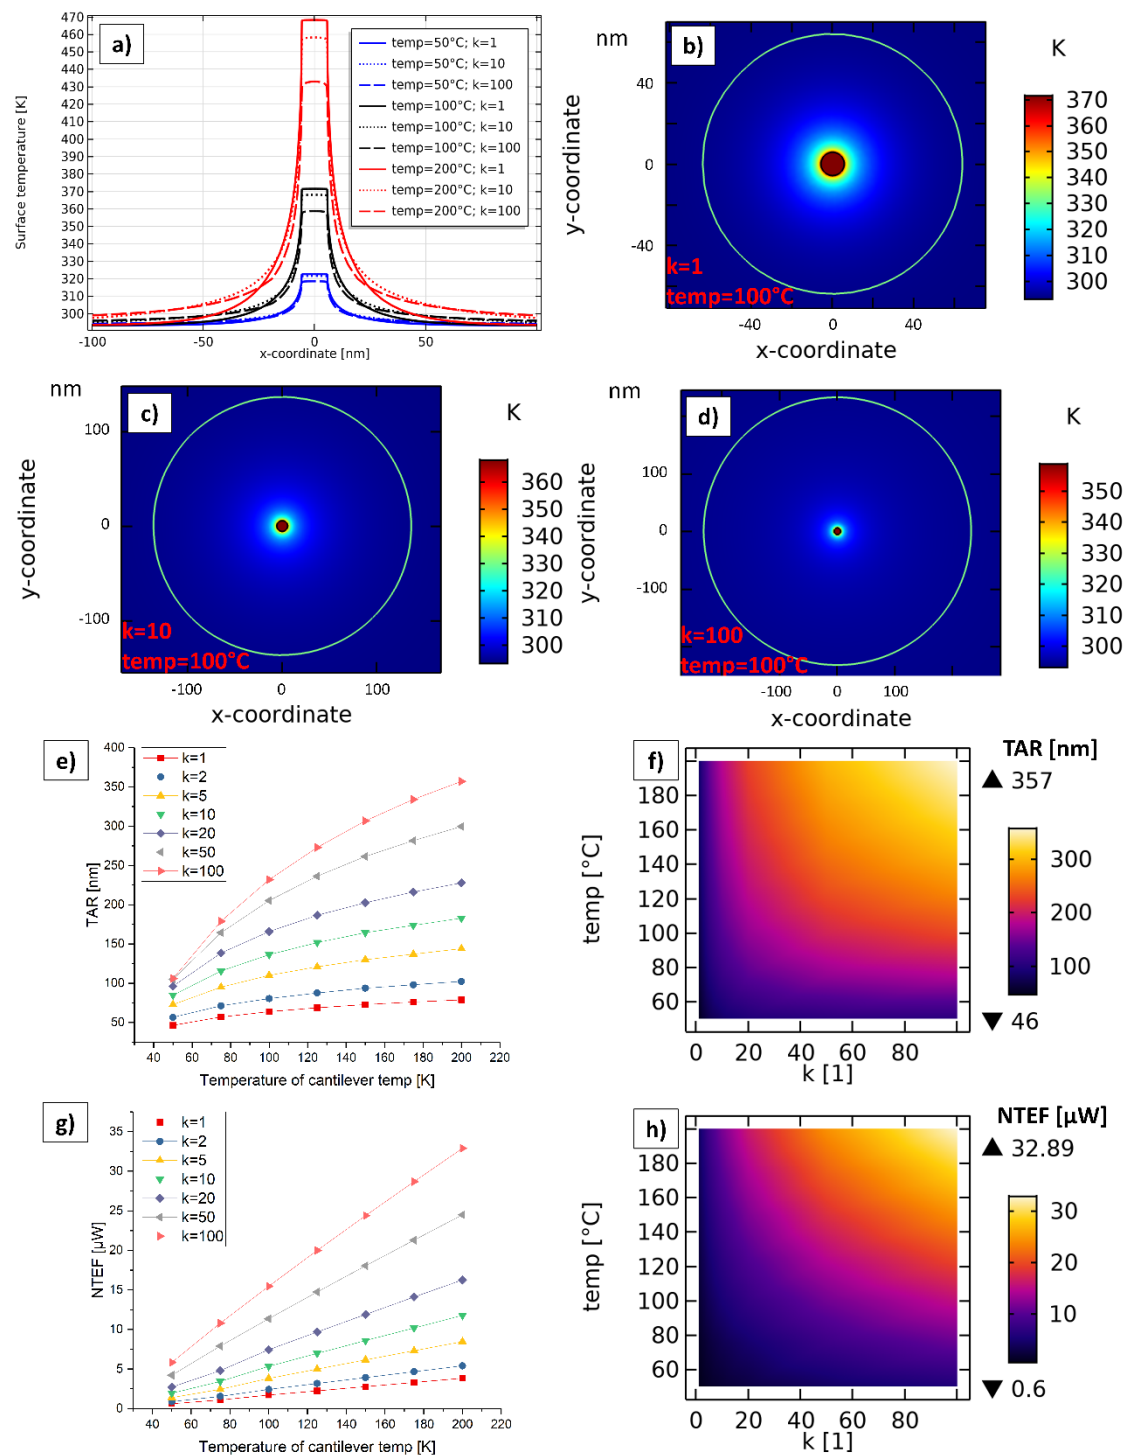 a)
Surface temperature [K]
470
460
450
440
430
420
410
400
390
380
370
360
350
340
330
320
310
300
-100
-50
0
50
x-coordinate [nm]
temp=50°C; k=1
temp=50°C; k=10
temp=50°C; k=100
temp=100°C; k=1
temp=100°C; k=10
temp=100°C; k=100
temp=200°C; k=1
temp=200°C; k=10
temp=200°C; k=100
nm
b)
K
y-coordinate
40
0
-40
k=1
temp=100°C
-40
0
40
x-coordinate
370
360
350
340
330
320
310
300
nm
c)
K
y-coordinate
100
0
-100
k=10
temp=100°C
-100
0
100
x-coordinate
360
350
340
330
320
310
300
nm
d)
K
y-coordinate
100
0
-100
k=100
temp=100°C
-100
0
100
x-coordinate
350
340
330
320
310
300
e)
TAR [nm]
400
350
300
250
200
150
100
50
k=1
k=2
k=5
k=10
k=20
k=50
k=100
40 60 80 100 120 140 160 180 200 220
Temperature of cantilever temp [K]
f)
TAR [nm]
357
300
200
100
46
temp [°C]
180
160
140
120
100
80
60
0 20 40 60 80
k [1]
g)
NTEF [µW]
35
30
25
20
15
10
5
0
k=1
k=2
k=5
k=10
k=20
k=50
k=100
40 60 80 100 120 140 160 180 200 220
Temperature of cantilever temp [K]
h)
NTEF [µW]
32.89
30
20
10
0.6
temp [°C]
180
160
140
120
100
80
60
0 20 40 60 80
k [1]